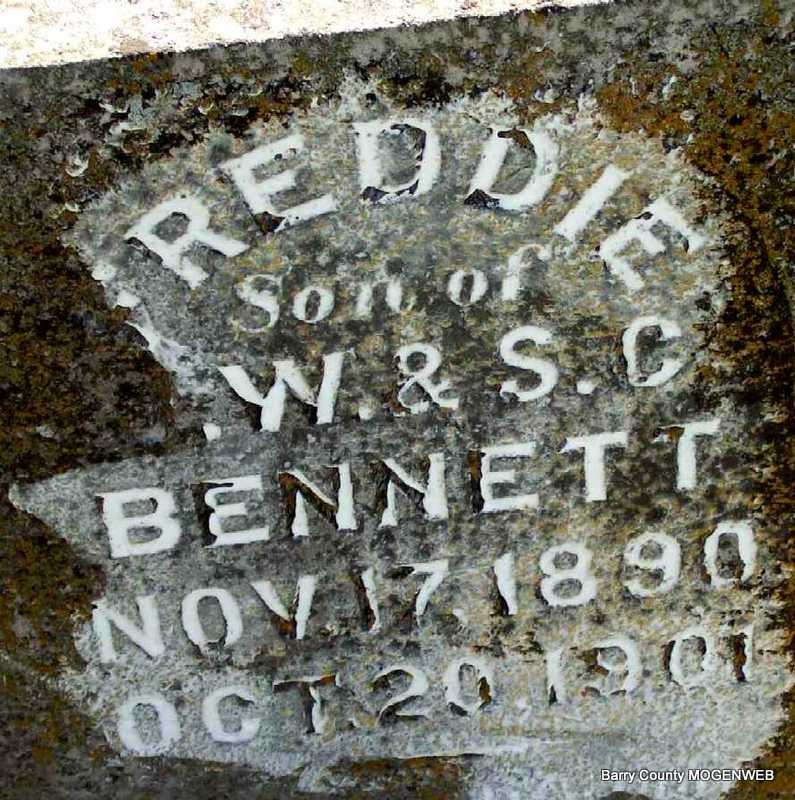 REDDIE
Son of
.W. & S. C
BENNETT
NOV 17. 1890
OCT. 20 1901
Barry County MOGENWEB